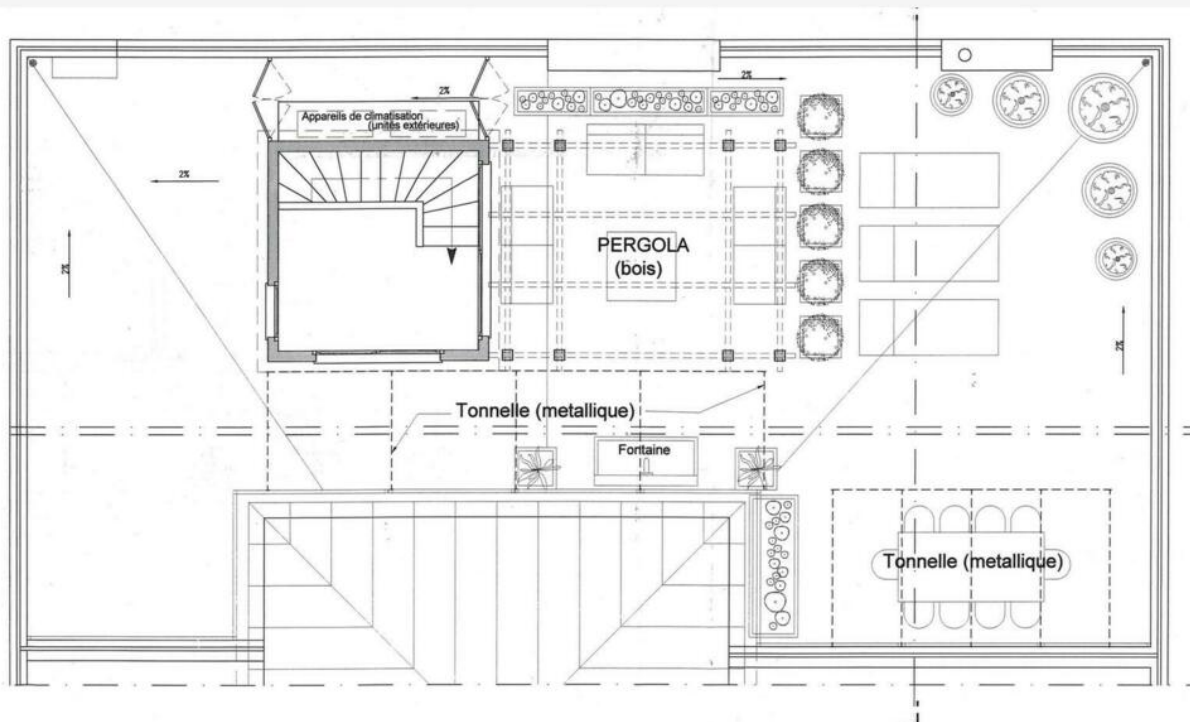 2%
2%
Appareils de climatisation
(unités extérieures)
2%
PERGOLA
(bois)
2%
2%
Tonnelle (metallique)
Fontaine
Tonnelle (metallique)